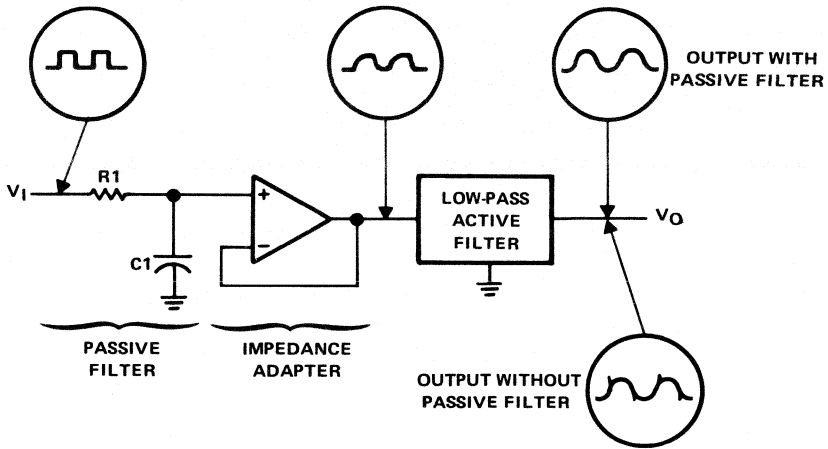 OUTPUT WITH
PASSIVE FILTER
R1
VI
+
LOW-PASS
ACTIVE
FILTER
VO
−
C1
PASSIVE
FILTER
IMPEDANCE
ADAPTER
OUTPUT WITHOUT
PASSIVE FILTER